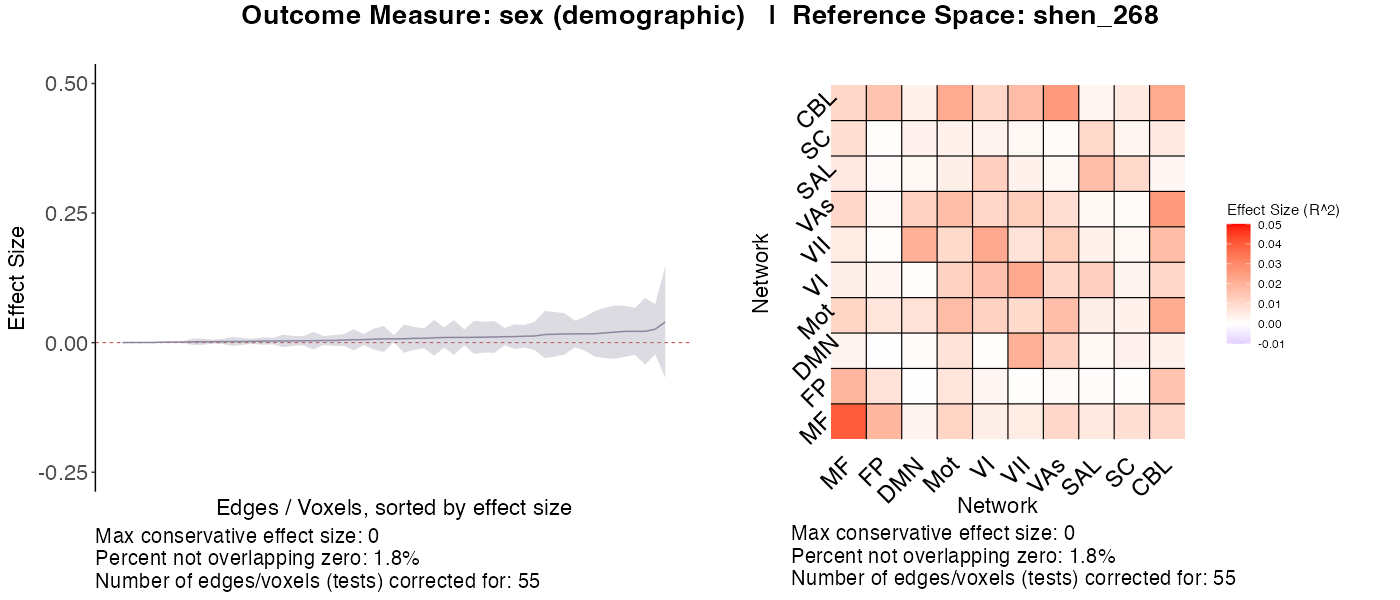 Outcome Measure: sex (demographic) | Reference Space: shen_268
0.50
0.25
0.00
-0.25
Effect Size
Edges / Voxels, sorted by effect size
Max conservative effect size: 0
Percent not overlapping zero: 1.8%
Number of edges/voxels (tests) corrected for: 55
Network
CBL
SC
SAL
VAs
VII
VI
Mot
DMN
FP
MF
MF
FP
DMN
Mot
VI
VII
VAs
SAL
SC
CBL
Network
Effect Size (R^2)
0.05
0.04
0.03
0.02
0.01
0.00
-0.01
Max conservative effect size: 0
Percent not overlapping zero: 1.8%
Number of edges/voxels (tests) corrected for: 55